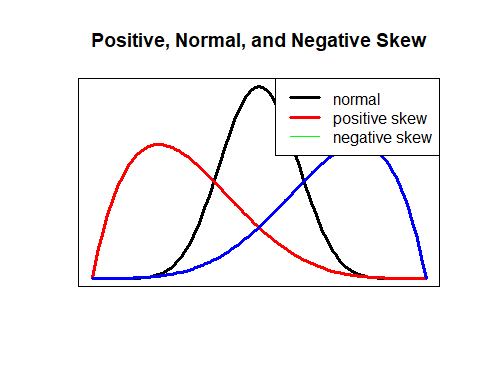 Positive, Normal, and Negative Skew
normal
positive skew
negative skew